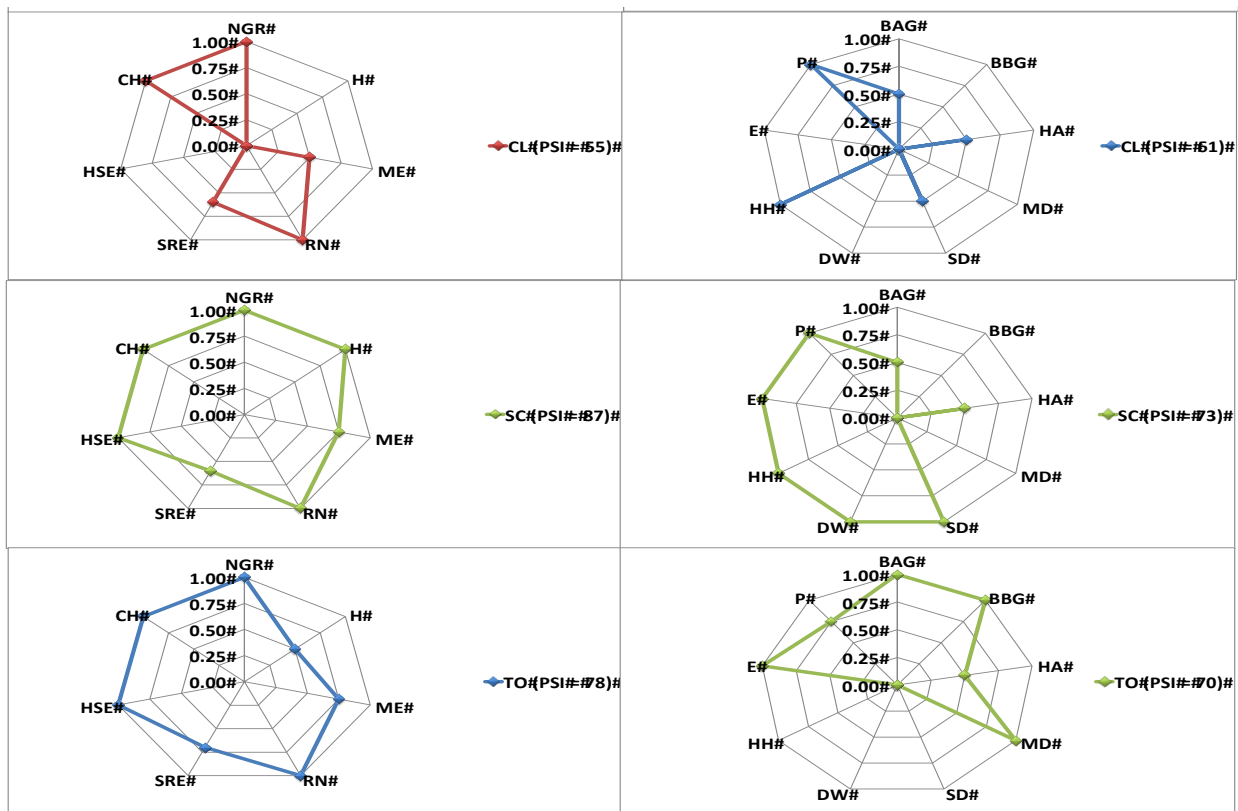 NGR#
1.00#
CH#
H#
0.75#
0.50#
0.25#
0.00#
HSE#
ME#
SRE#
RN#
CL#(PSI#=#55)#
BAG#
1.00#
P#
BBG#
0.75#
0.50#
E#
HA#
0.25#
0.00#
HH#
MD#
DW#
SD#
CL#(PSI#=#61)#
NGR#
1.00#
CH#
H#
0.75#
0.50#
0.25#
0.00#
HSE#
ME#
SRE#
RN#
SC#(PSI#=#87)#
BAG#
1.00#
P#
BBG#
0.75#
0.50#
E#
HA#
0.25#
0.00#
HH#
MD#
DW#
SD#
SC#(PSI#=#73)#
NGR#
1.00#
CH#
H#
0.75#
0.50#
0.25#
0.00#
HSE#
ME#
SRE#
RN#
TO#(PSI#=#78)#
BAG#
1.00#
P#
BBG#
0.75#
0.50#
E#
HA#
0.25#
0.00#
HH#
MD#
DW#
SD#
TO#(PSI#=#70)#